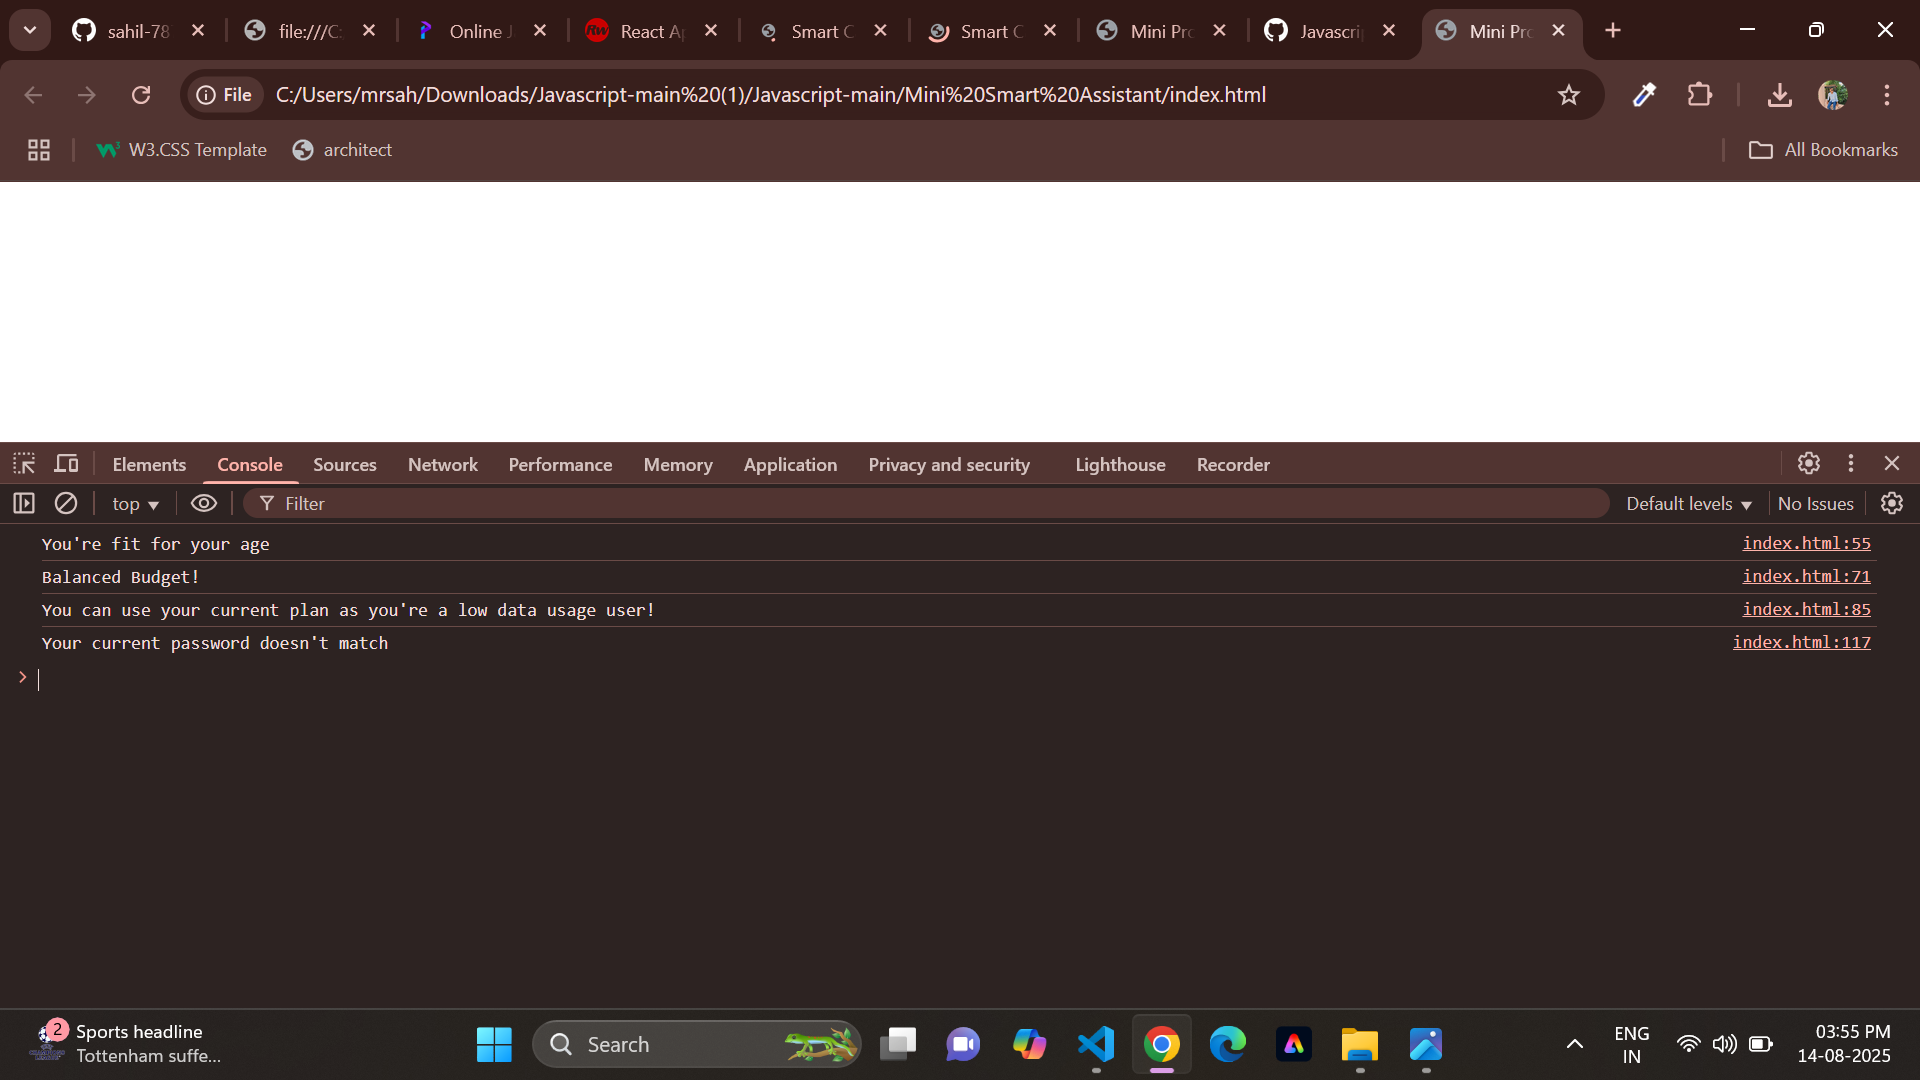 sahil-78
file:///C:
Online J
React Ap
Smart C
Smart C
Mini Pro
Javascri
Mini Pro
File
C:/Users/mrsah/Downloads/Javascript-main%20(1)/Javascript-main/Mini%20Smart%20Assistant/index.html
W3.CSS Template
architect
All Bookmarks
Elements
Console
Sources
Network
Performance
Memory
Application
Privacy and security
Lighthouse
Recorder
top
Filter
Default levels
No Issues
You're fit for your age index.html:55
Balanced Budget! index.html:71
You can use your current plan as you're a low data usage user! index.html:85
Your current password doesn't match index.html:117
2
Sports headline
Tottenham suffe...
Search
ENG
IN
03:55 PM
14-08-2025